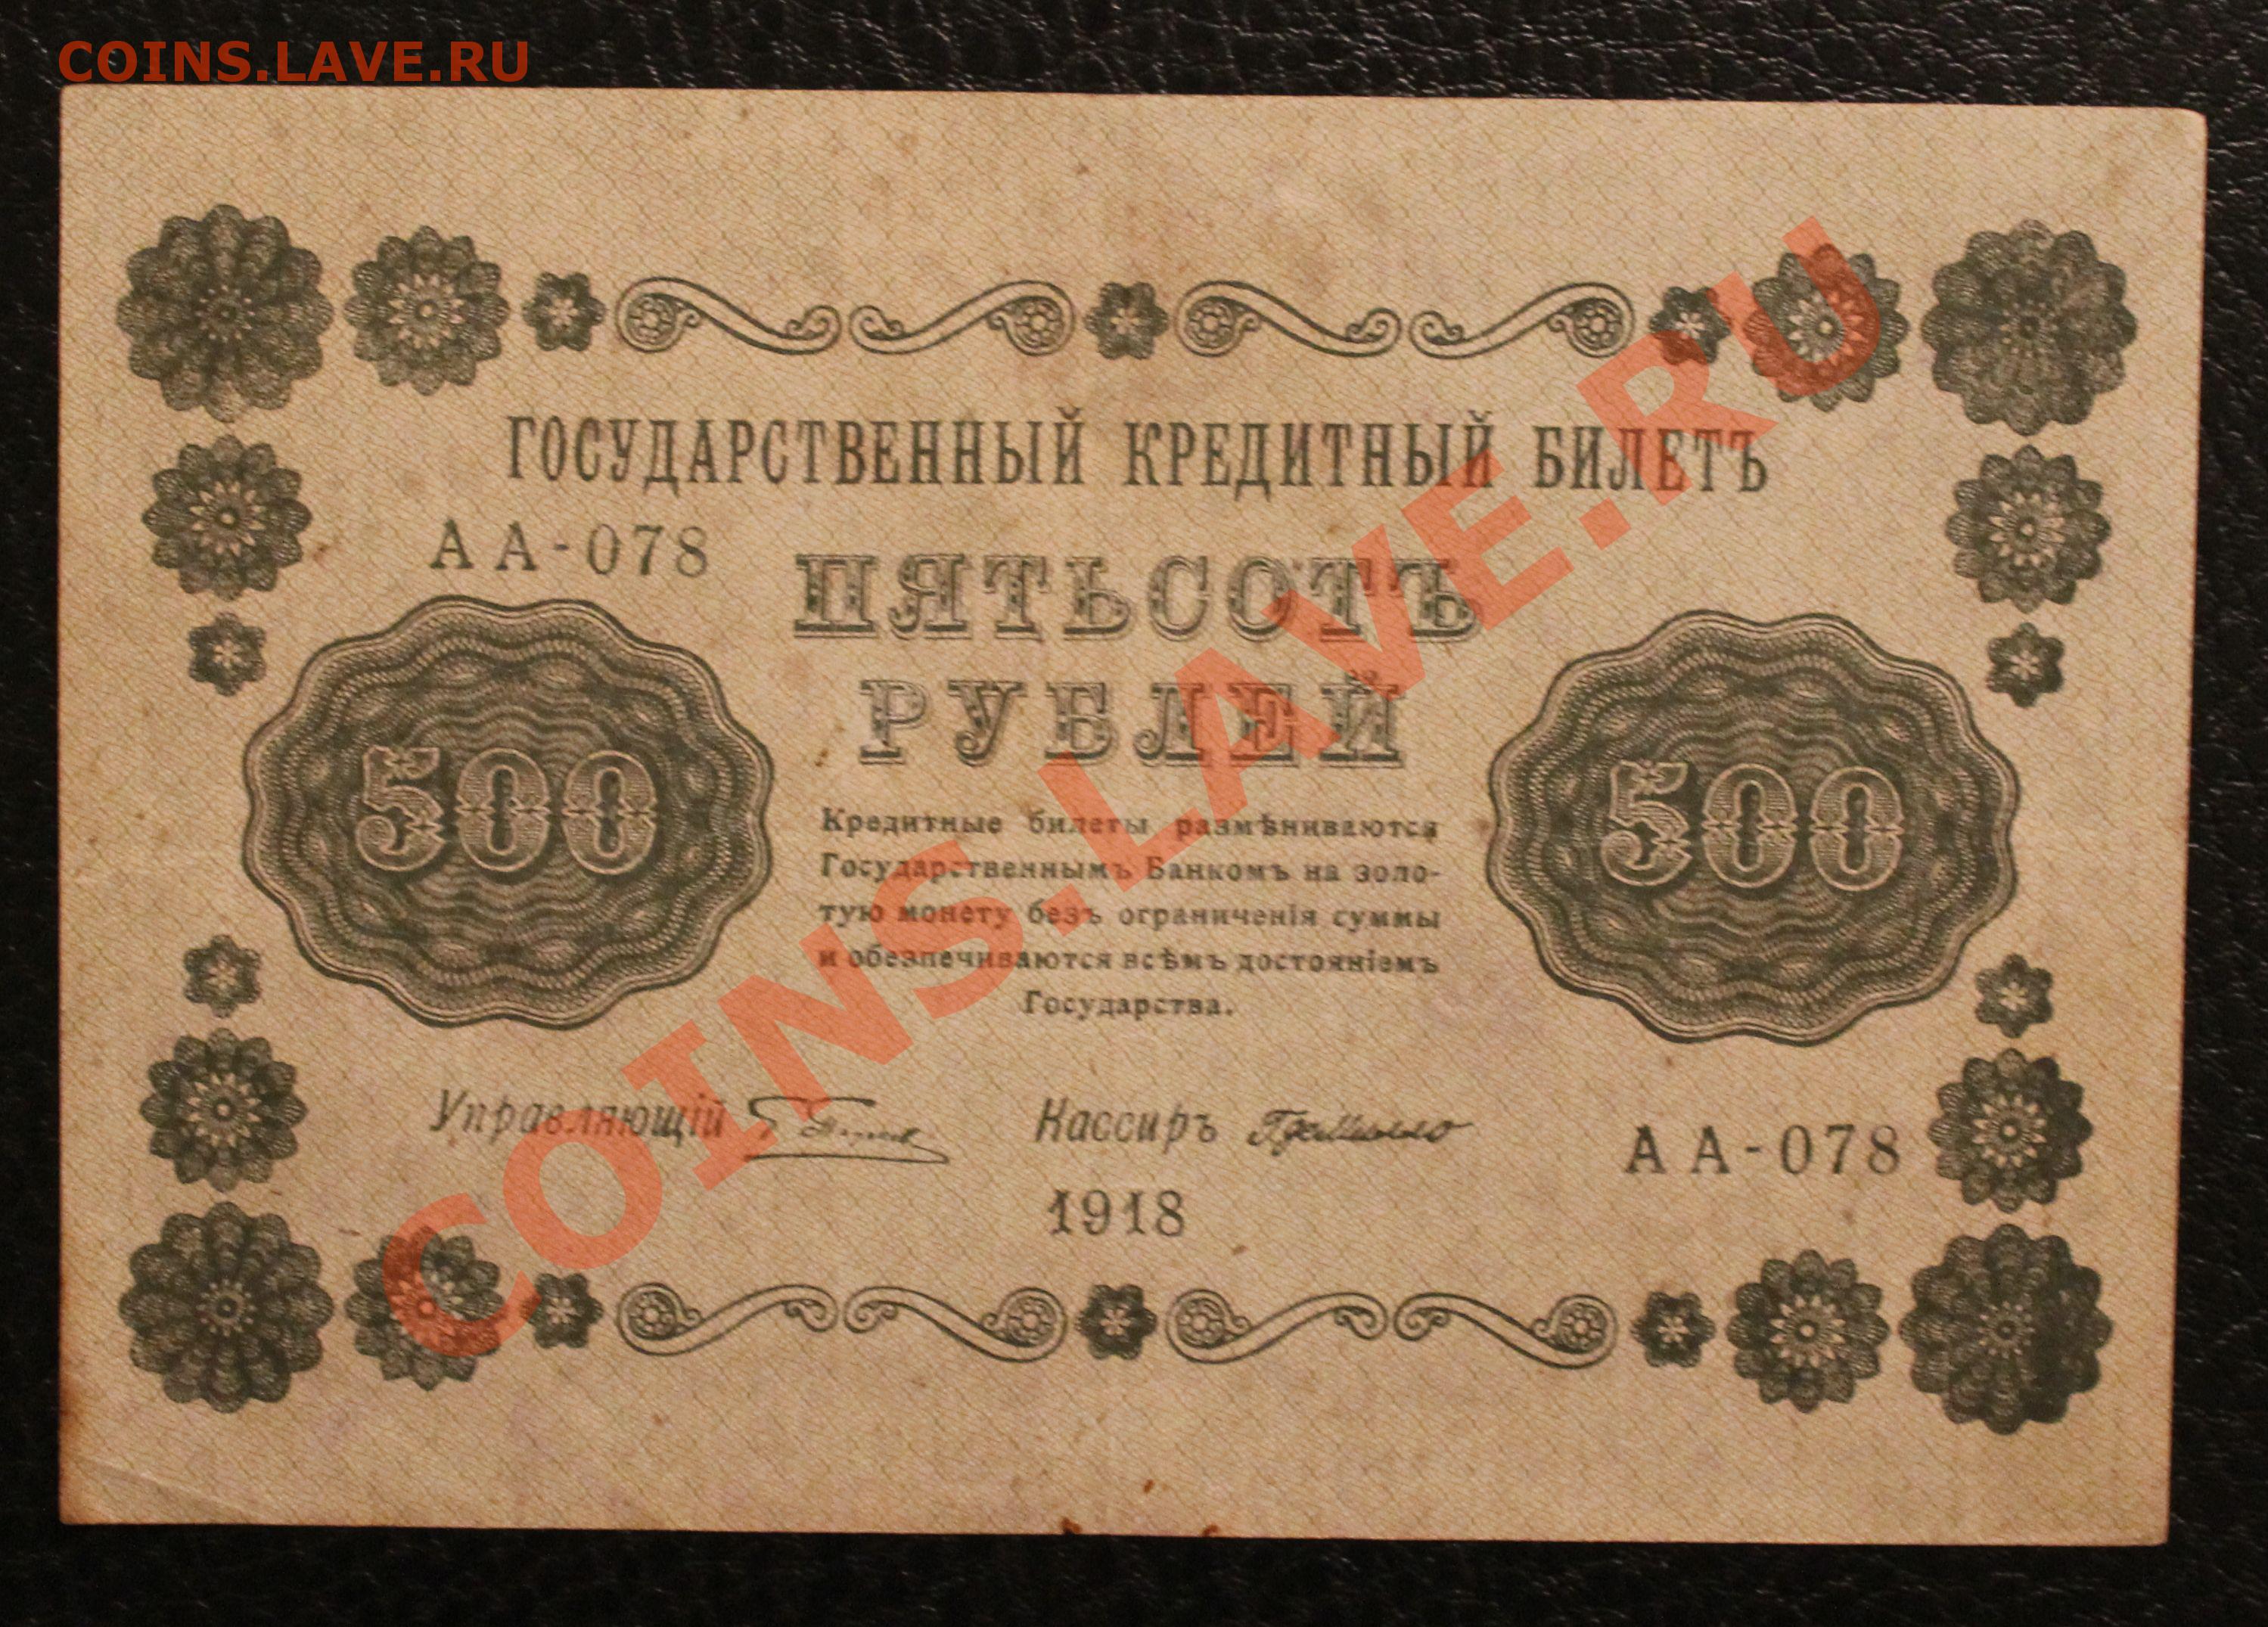 COINS.LAVE.RU
ГОСУДАРСТВЕННЫЙ КРЕДИТНЫЙ БИЛЕТЪ
АА-078
ПЯТЬСОТЪ
РУБЛЕЙ
500
500
Кредитные билеты размѣниваются
Государственнымъ Банкомъ на золо-
тую монету безъ ограниченія суммы
и обезпечиваются всѣмъ достояніемъ
Государства.
Управляющій
Кассиръ
АА-078
1918
COINS.LAVE.RU